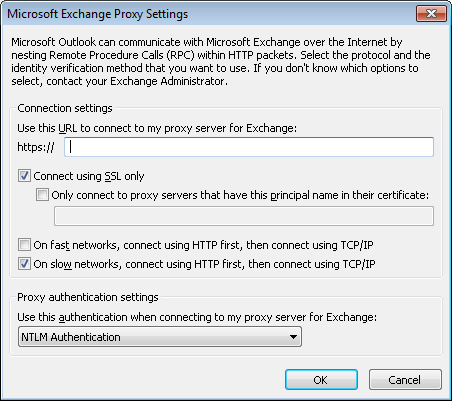 Microsoft Exchange Proxy Settings
Microsoft Outlook can communicate with Microsoft Exchange over the Internet by
nesting Remote Procedure Calls (RPC) within HTTP packets. Select the protocol and the
identity verification method that you want to use. If you don't know which options to
select, contact your Exchange Administrator.
Connection settings
Use this URL to connect to my proxy server for Exchange:
https://
Connect using SSL only
Only connect to proxy servers that have this principal name in their certificate:
On fast networks, connect using HTTP first, then connect using TCP/IP
On slow networks, connect using HTTP first, then connect using TCP/IP
Proxy authentication settings
Use this authentication when connecting to my proxy server for Exchange:
NTLM Authentication
OK Cancel